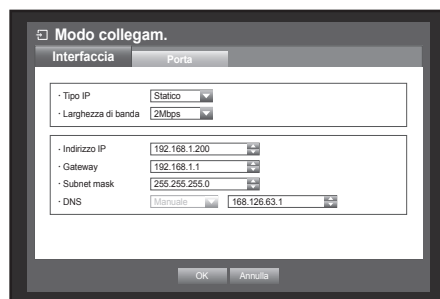 Modo collegam.
Interfaccia Porta
· Tipo IP Statico
· Larghezza di banda 2Mbps
· Indirizzo IP 192.168.1.200
· Gateway 192.168.1.1
· Subnet mask 255.255.255.0
· DNS Manuale 168.126.63.1
OK Annulla